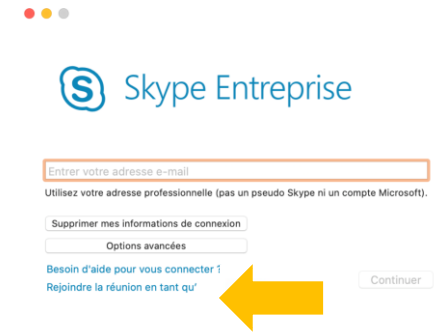 Skype Entreprise
Entrer votre adresse e-mail
Utilisez votre adresse professionnelle (pas un pseudo Skype ni un compte Microsoft).
Supprimer mes informations de connexion
Options avancées
Besoin d'aide pour vous connecter ?
Rejoindre la réunion en tant qu'
Continuer